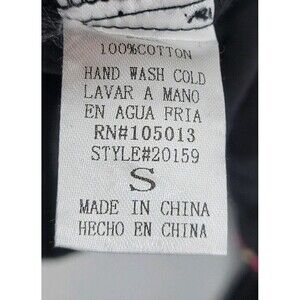 100%COTTON
HAND WASH COLD
LAVAR A MANO
EN AGUA FRIA
RN#105013
STYLE#20159
S
MADE IN CHINA
HECHO EN CHINA